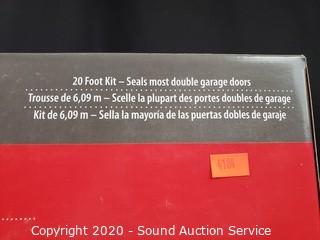 20 Foot Kit – Seals most double garage doors
Trousse de 6,09 m – Scelle la plupart des portes doubles de garage
Kit de 6,09 m – Sella la mayoría de las puertas dobles de garaje
4184
Copyright 2020 - Sound Auction Service